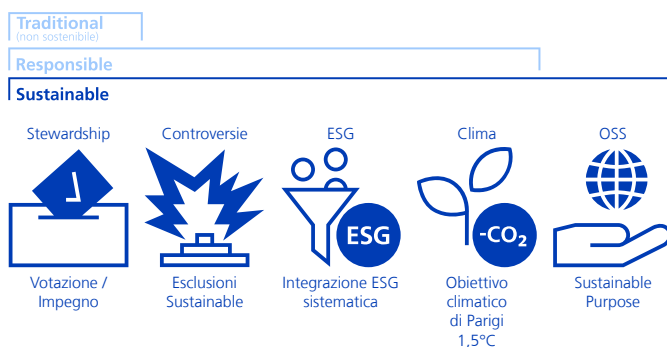 Traditional
(non sostenibile)
Responsible
Sustainable
Stewardship
Controversie
ESG
Clima
OSS
ESG
-CO₂
Votazione /
Impegno
Esclusioni
Sustainable
Integrazione ESG
sistematica
Obiettivo
climatico
di Parigi
1,5°C
Sustainable
Purpose